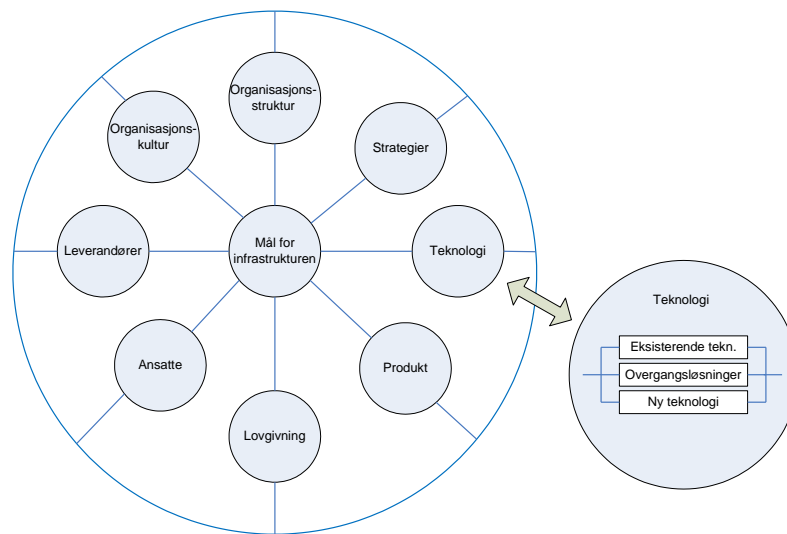 Organisasjons-
struktur
Organisasjons-
kultur
Strategier
Leverandører
Mål for
infrastrukturen
Teknologi
Ansatte
Produkt
Lovgivning
Teknologi
Eksisterende tekn.
Overgangsløsninger
Ny teknologi